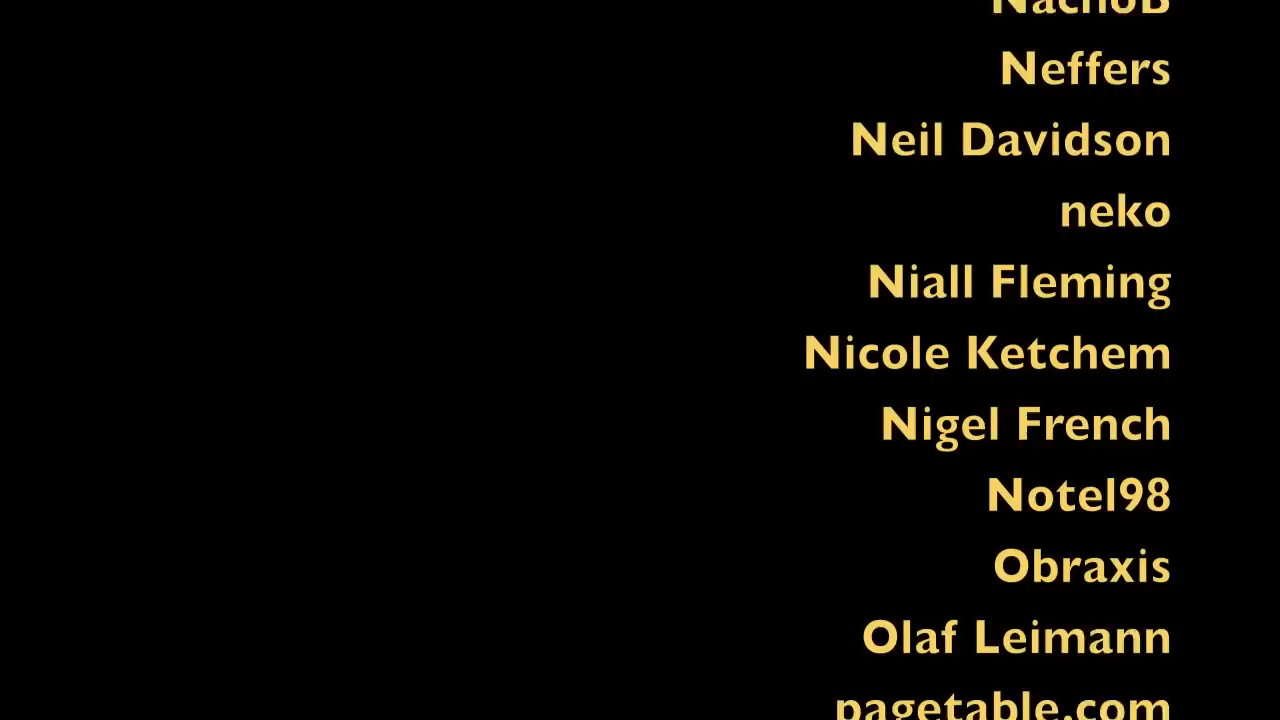 NachoB
Neffers
Neil Davidson
neko
Niall Fleming
Nicole Ketchem
Nigel French
Notel98
Obraxis
Olaf Leimann
pagetable.com